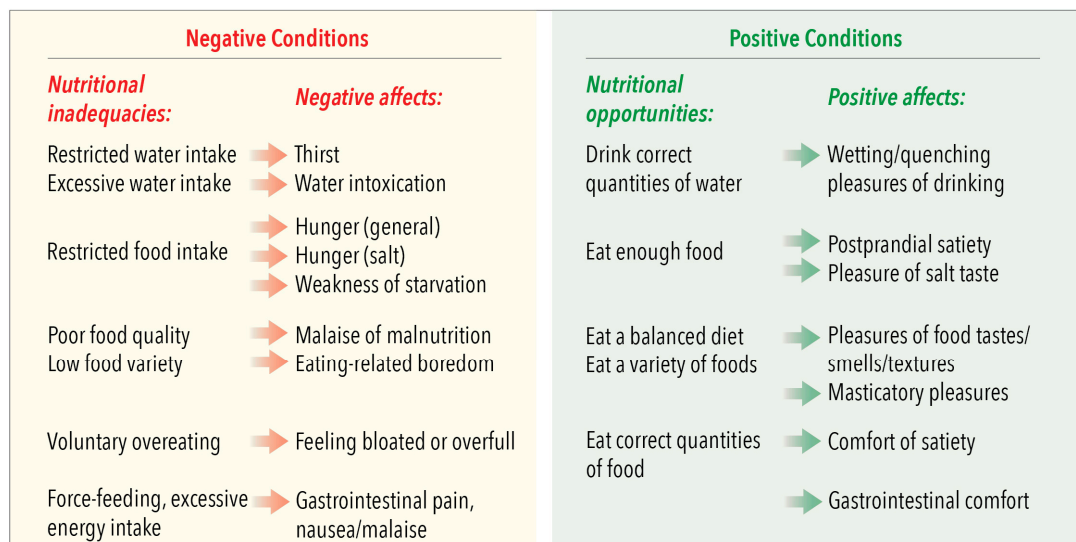 Negative Conditions
Nutritional
inadequacies:
Negative affects:
Restricted water intake
Thirst
Excessive water intake
Water intoxication
Restricted food intake
Hunger (general)
Hunger (salt)
Weakness of starvation
Poor food quality
Malaise of malnutrition
Low food variety
Eating-related boredom
Voluntary overeating
Feeling bloated or overfull
Force-feeding, excessive
energy intake
Gastrointestinal pain,
nausea/malaise
Positive Conditions
Nutritional
opportunities:
Positive affects:
Drink correct
quantities of water
Wetting/quenching
pleasures of drinking
Eat enough food
Postprandial satiety
Pleasure of salt taste
Eat a balanced diet
Eat a variety of foods
Pleasures of food tastes/
smells/textures
Masticatory pleasures
Eat correct quantities
of food
Comfort of satiety
Gastrointestinal comfort